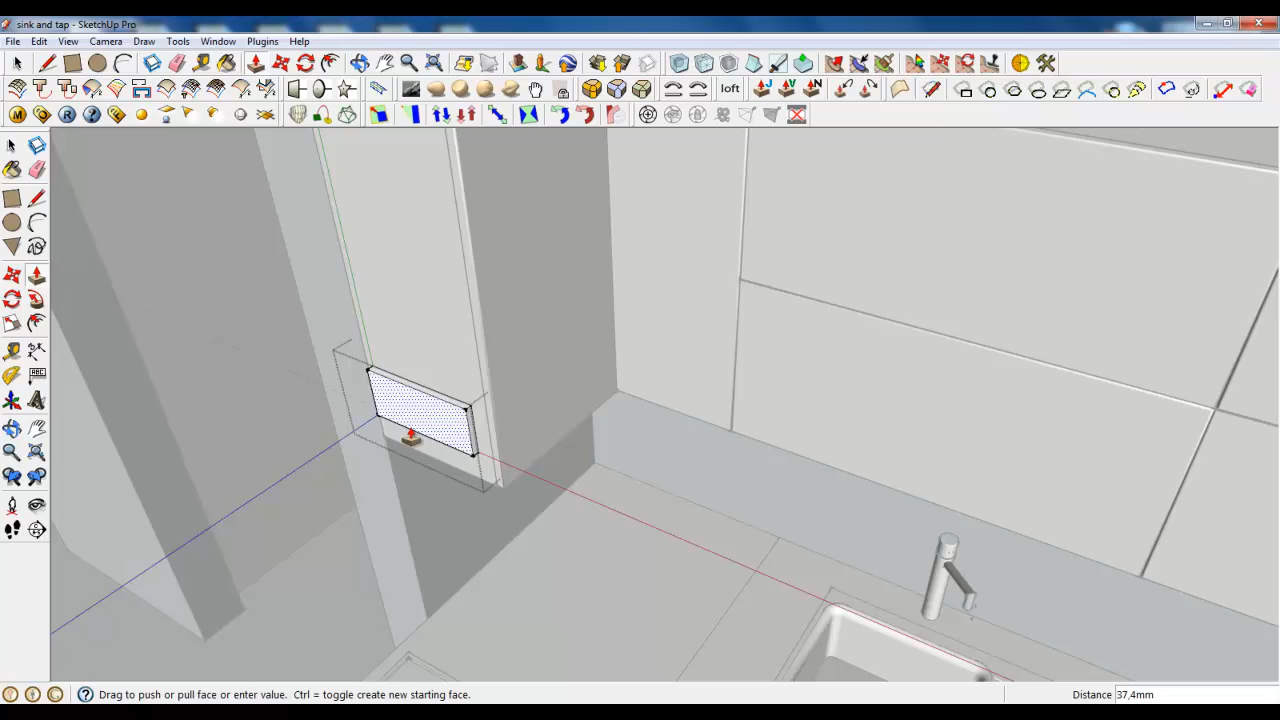 sink and tap - SketchUp Pro
File Edit View Camera Draw Tools Window Plugins Help
loft
M O R ?
ABC
Drag to push or pull face or enter value. Ctrl = toggle create new starting face. Distance 37,4mm